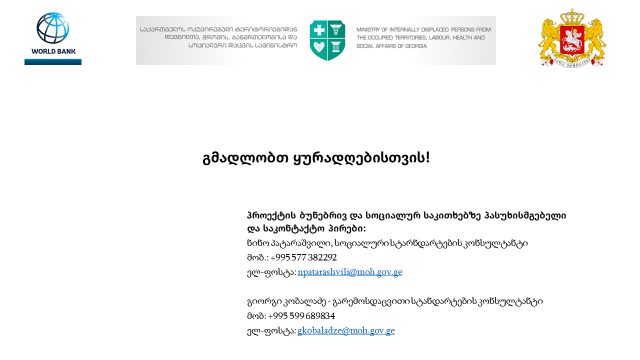 WORLD BANK
საქართველოს ოკუპირებული ტერიტორიებიდან
დევნილთა, შრომის, ჯანმრთელობისა და
სოციალური დაცვის სამინისტრო
MINISTRY OF INTERNALLY DISPLACED PERSONS FROM
THE OCCUPIED TERRITORIES, LABOUR, HEALTH AND
SOCIAL AFFAIRS OF GEORGIA
გმადლობთ ყურადღებისთვის!
პროექტის ბუნებრივ და სოციალურ საკითხებზე პასუხისმგებელი
და საკონტაქტო პირები:
ნინო პატარაშვილი, სოციალური სტარნდარტების კონსულტანტი
მობ.: +995 577 382292
ელ-ფოსტა: npatarashvili@moh.gov.ge
გიორგი კობალაძე - გარემოსდაცვითი სტანდარტების კონსულტანტი
მობ: +995 599 689834
ელ-ფოსტა: gkobaladze@moh.gov.ge